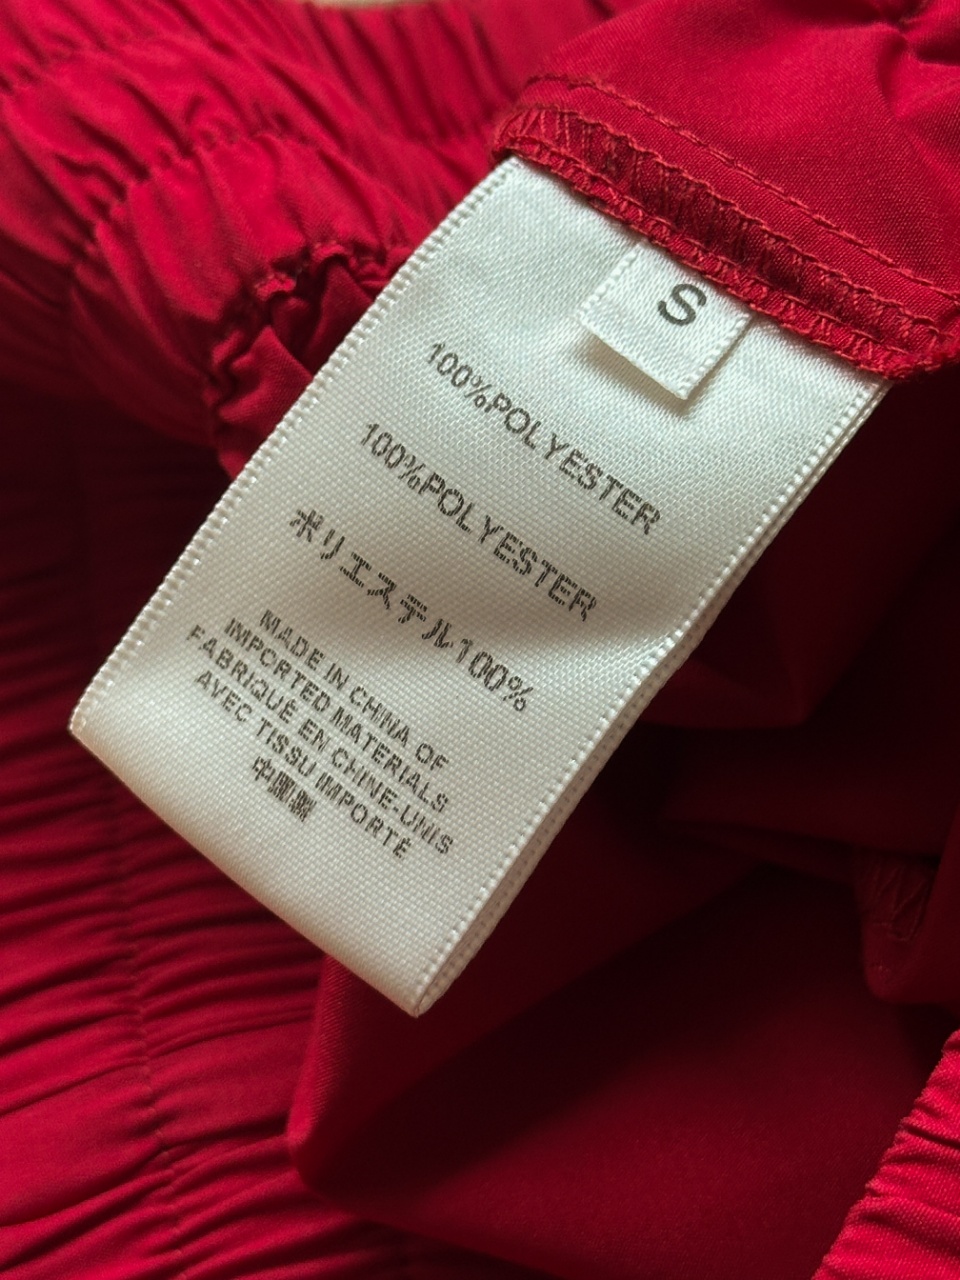 S
100%POLYESTER
100%POLYESTER
ポリエステル100%
MADE IN CHINA OF
IMPORTED MATERIALS
FABRIQUÉ EN CHINE-UNIS
AVEC TISSU IMPORTÉ
中国製